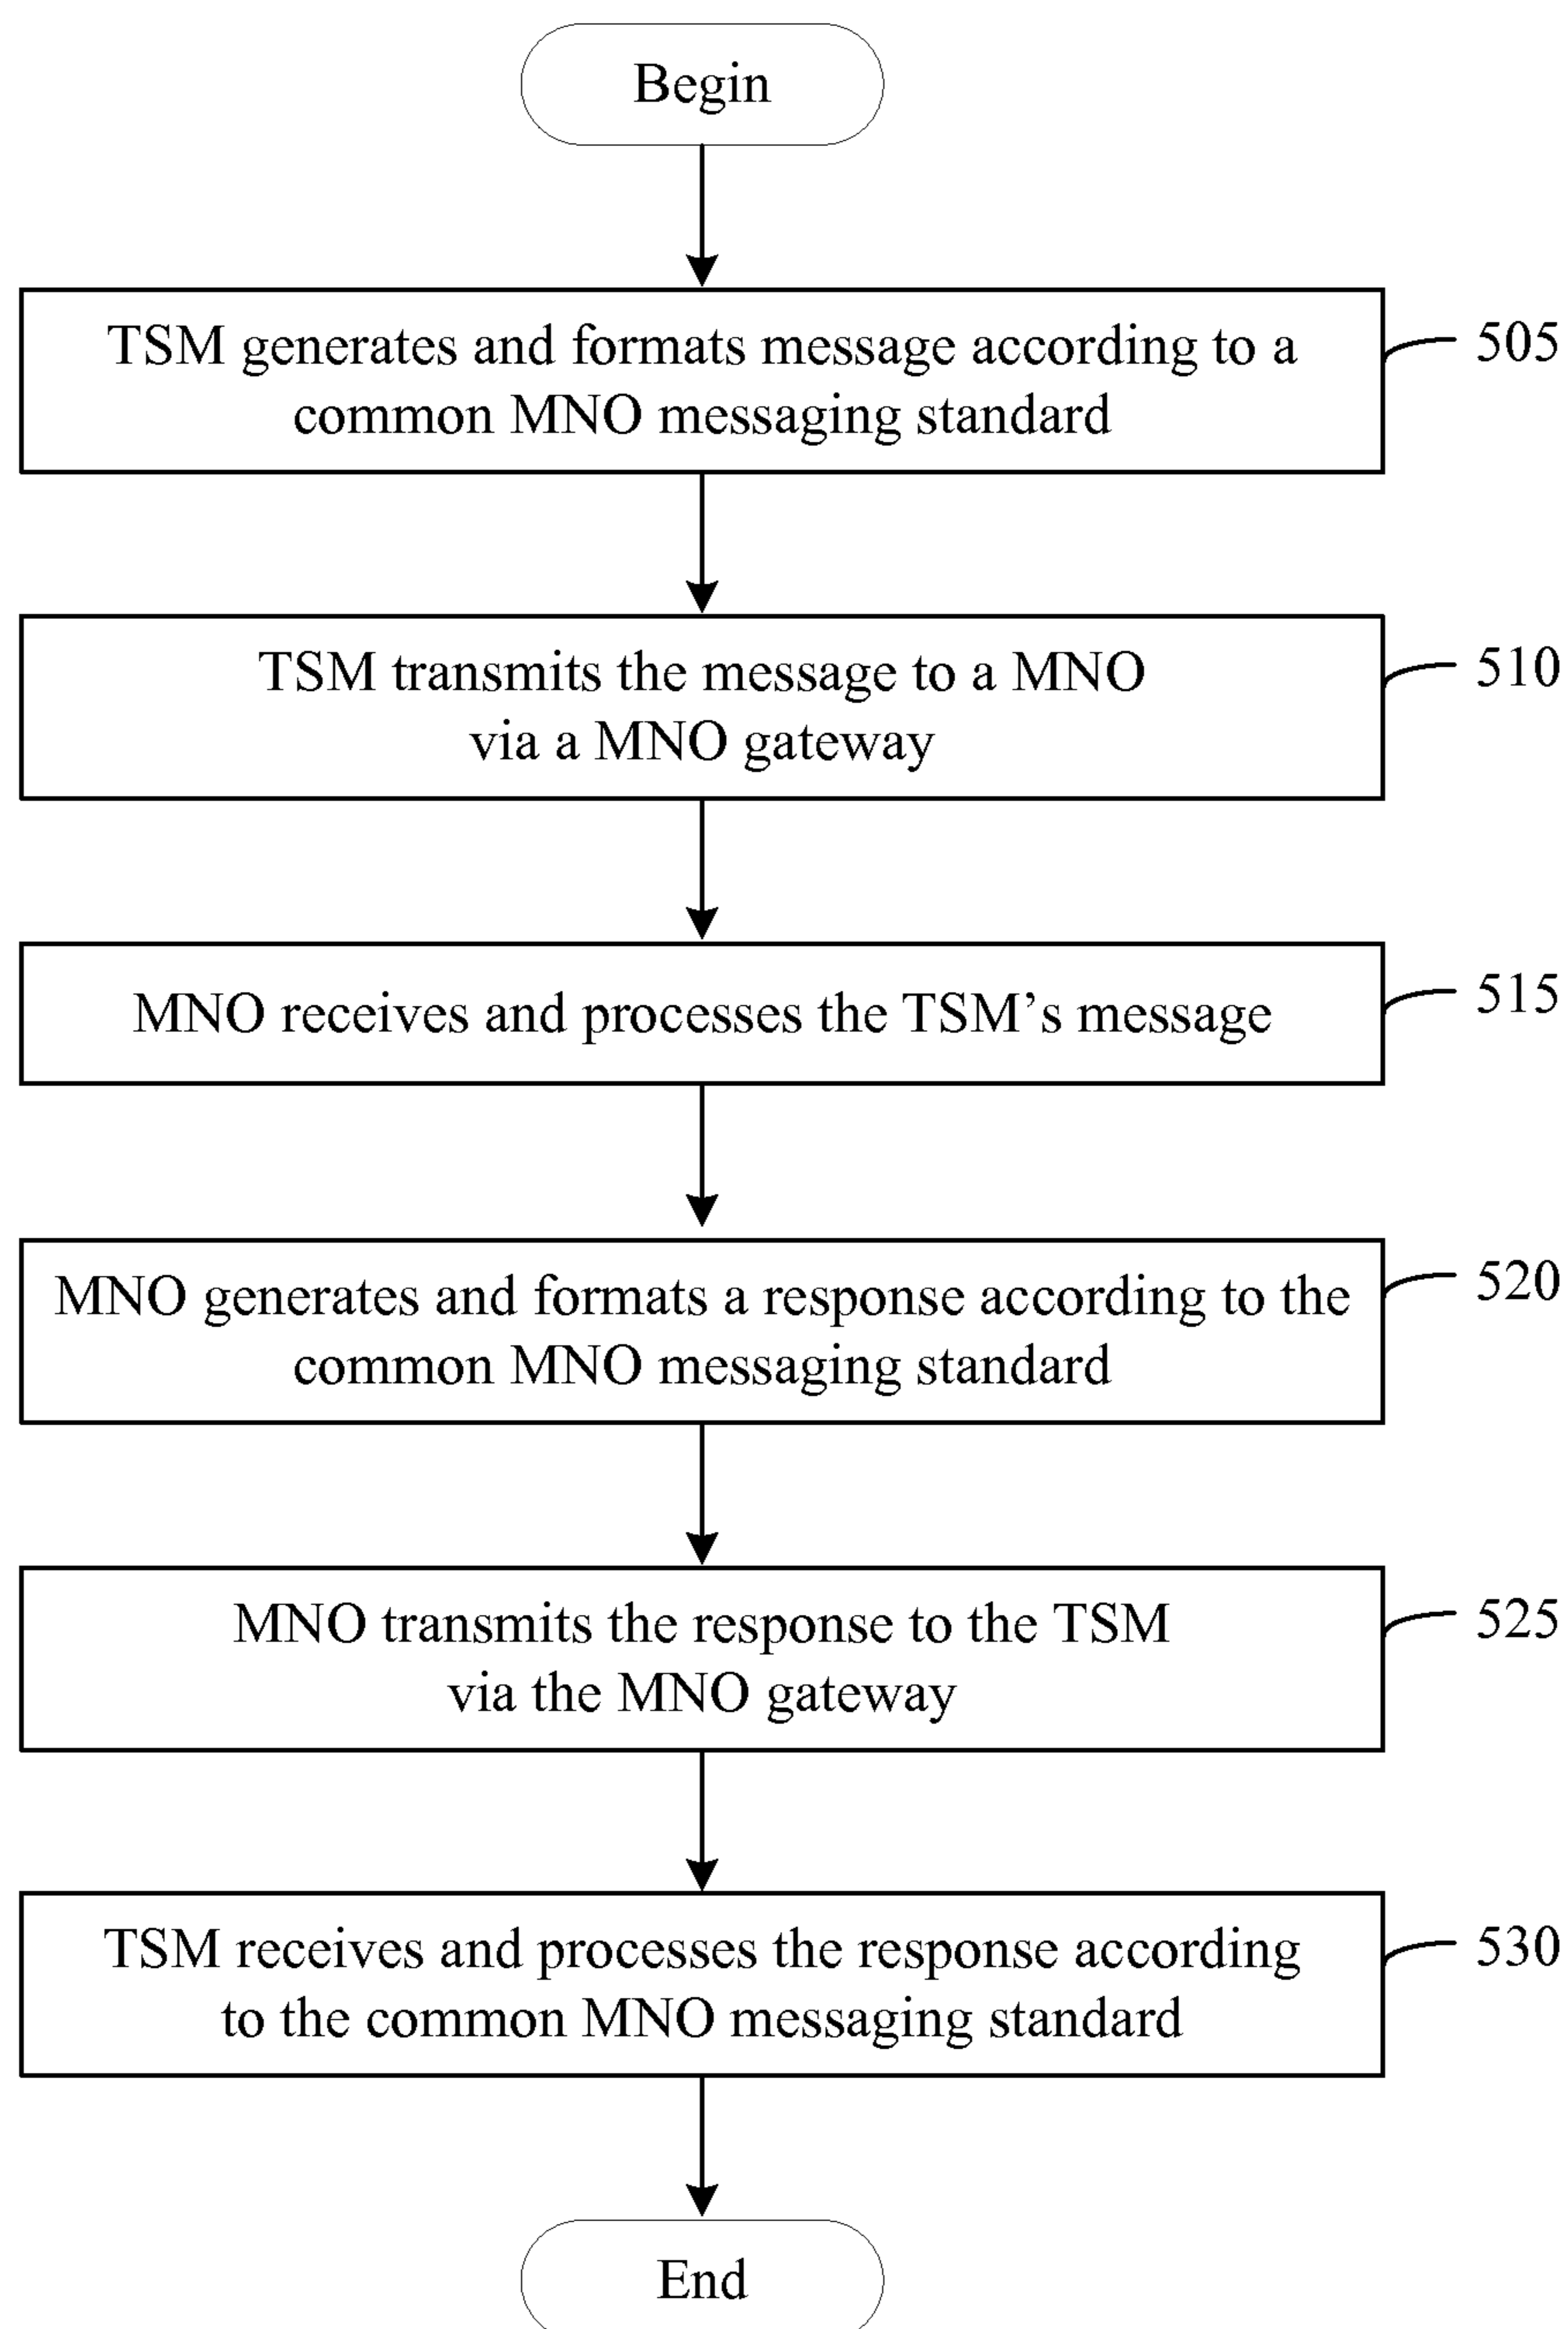 Begin
TSM generates and formats message according to a
common MNO messaging standard
505
TSM transmits the message to a MNO
via a MNO gateway
510
MNO receives and processes the TSM’s message
515
MNO generates and formats a response according to the
common MNO messaging standard
520
MNO transmits the response to the TSM
via the MNO gateway
525
TSM receives and processes the response according
to the common MNO messaging standard
530
End